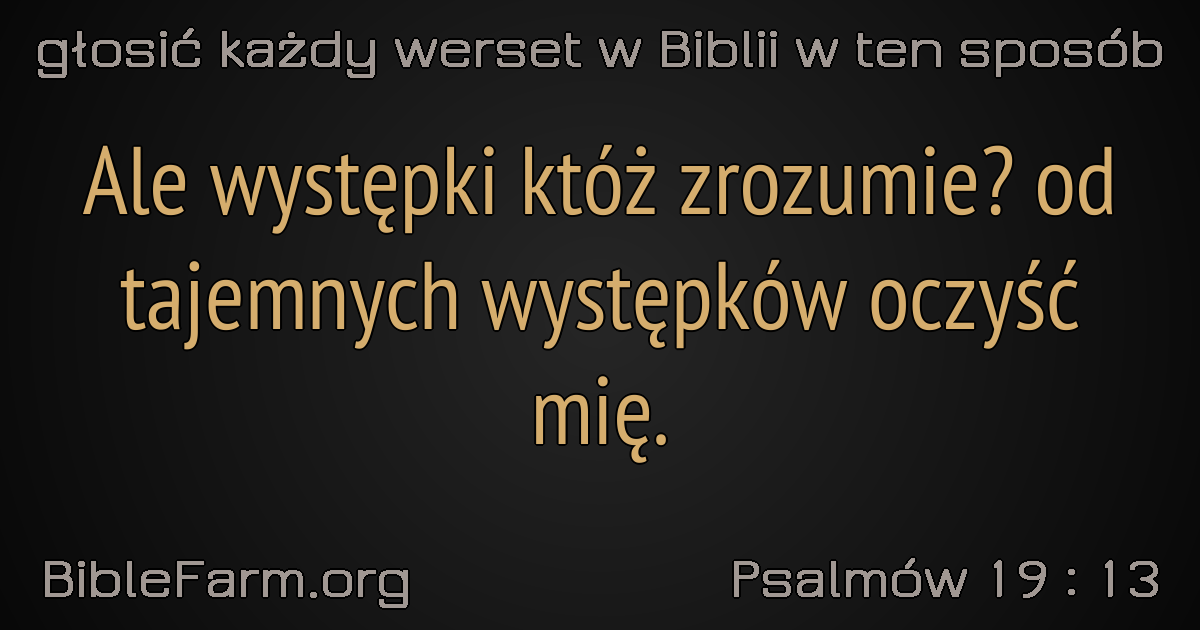 głosić każdy werset w Biblii w ten sposób
Ale występki któż zrozumie? od
tajemnych występków oczyść
mię.
BibleFarm.org
Psalmów 19 : 13